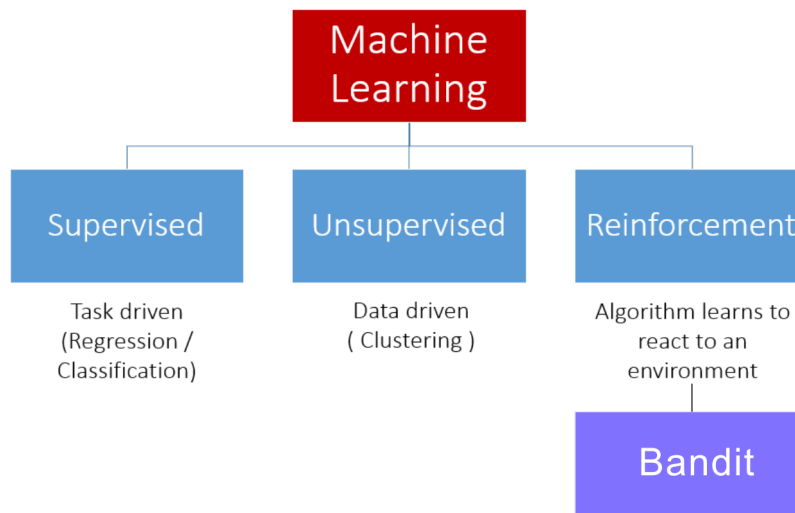 Machine
Learning
Supervised
Unsupervised
Reinforcement
Task driven
(Regression /
Classification)
Data driven
( Clustering )
Algorithm learns to
react to an
environment
Bandit